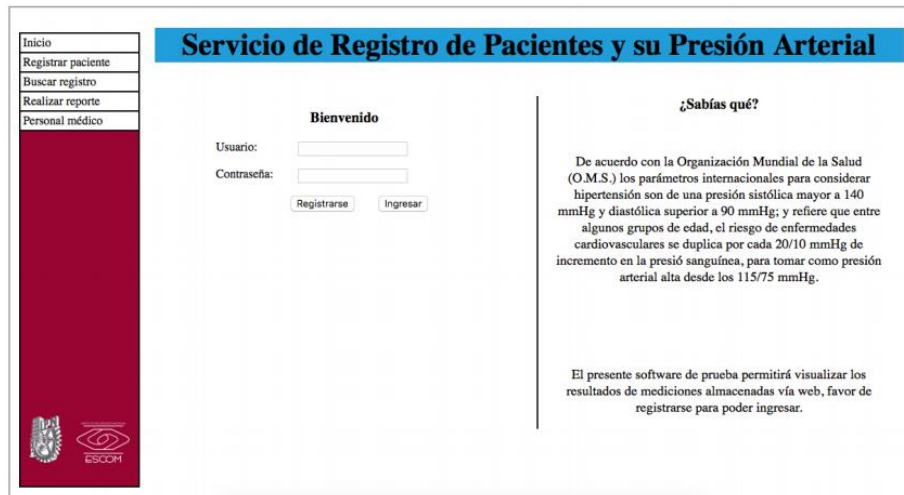 Servicio de Registro de Pacientes y su Presión Arterial
Inicio
Registrar paciente
Buscar registro
Realizar reporte
Personal médico
Bienvenido
Usuario:
Contraseña:
Registrarse
Ingresar
¿Sabías qué?
De acuerdo con la Organización Mundial de la Salud
(O.M.S.) los parámetros internacionales para considerar
hipertensión son de una presión sistólica mayor a 140
mmHg y diastólica superior a 90 mmHg; y refiere que entre
algunos grupos de edad, el riesgo de enfermedades
cardiovasculares se duplica por cada 20/10 mmHg de
incremento en la presió sanguínea, para tomar como presión
arterial alta desde los 115/75 mmHg.
El presente software de prueba permitirá visualizar los
resultados de mediciones almacenadas vía web, favor de
registrarse para poder ingresar.
ESCOM